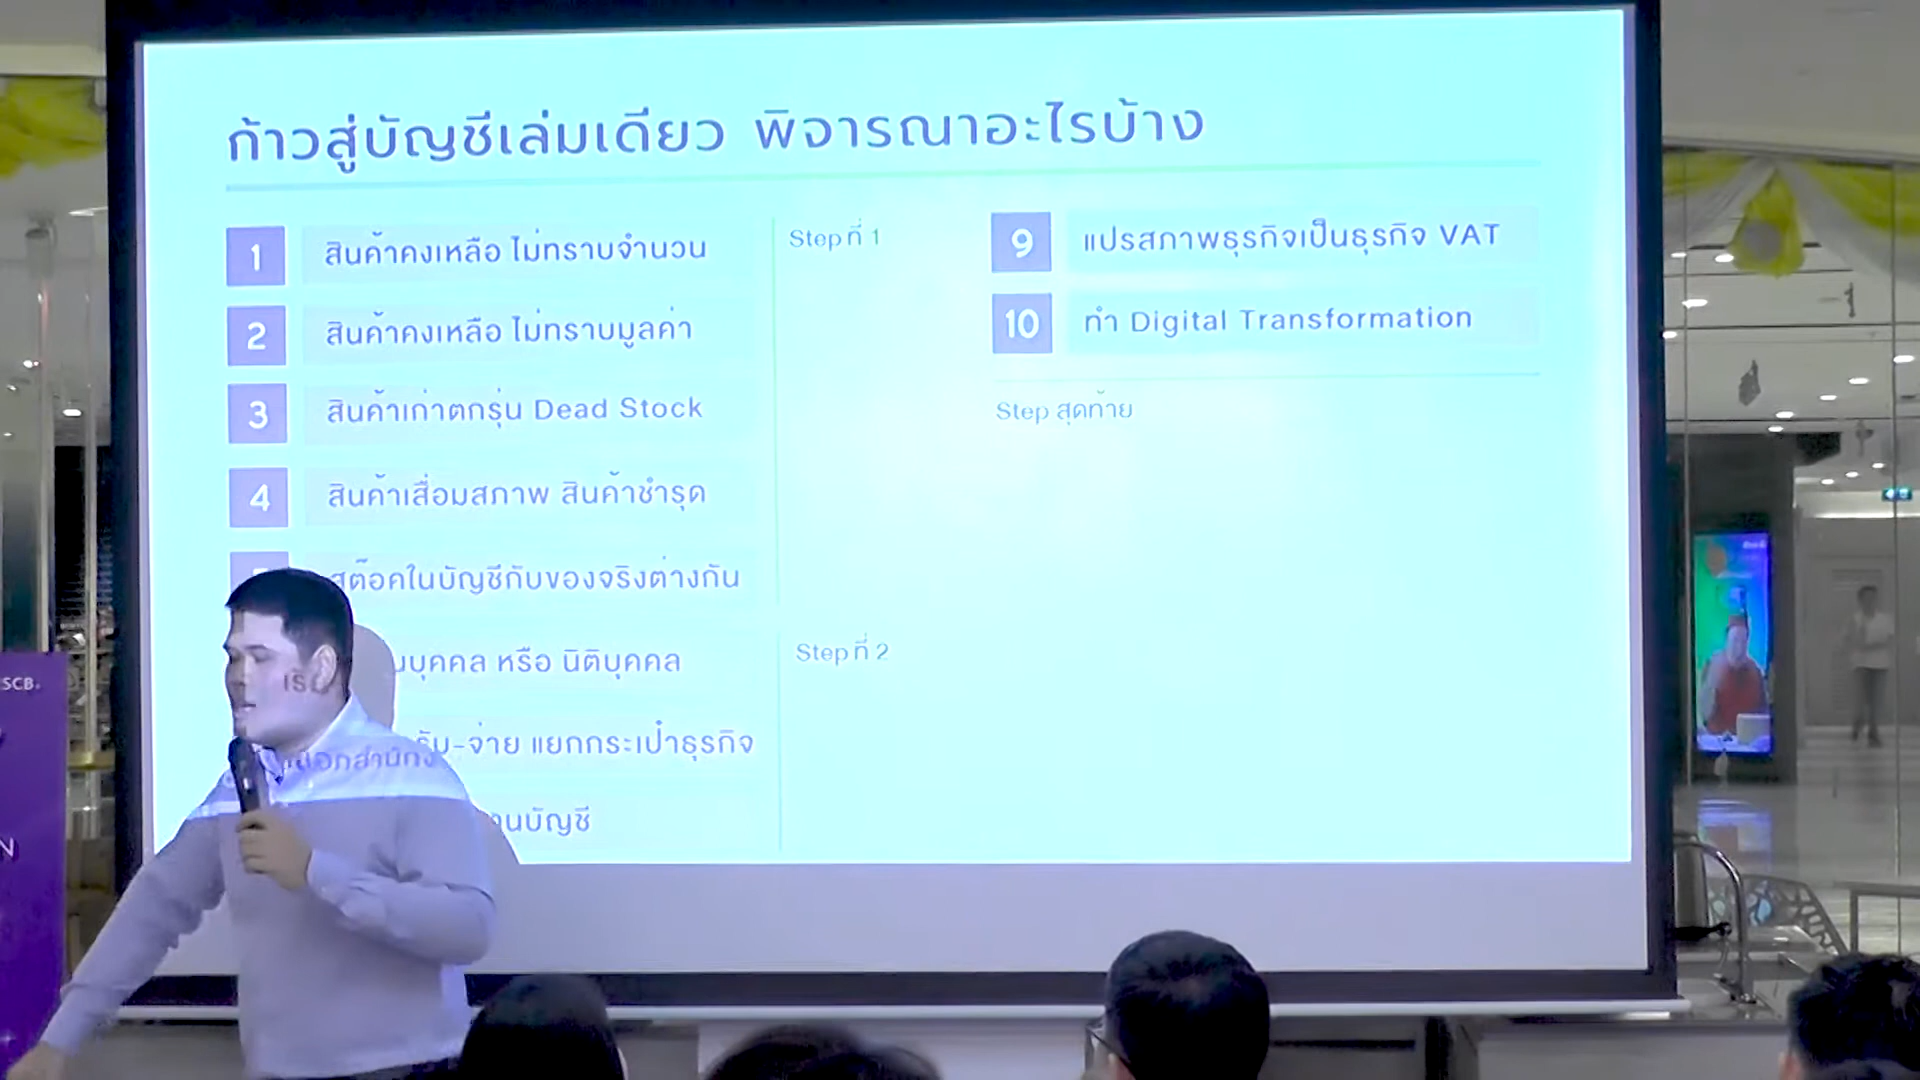 ก้าวสู่บัญชีเล่มเดียว พิจารณาอะไรบ้าง
1 สินค้าคงเหลือ ไม่ทราบจำนวน
2 สินค้าคงเหลือ ไม่ทราบมูลค่า
3 สินค้าเก่าตกรุ่น Dead Stock
4 สินค้าเสื่อมสภาพ สินค้าชำรุด
สต๊อคในบัญชีกับของจริงต่างกัน
บุคคล หรือ นิติบุคคล
รับ-จ่าย แยกกระเป๋าธุรกิจ
านบัญชี
Step ที่ 1
Step ที่ 2
9 แปรสภาพธุรกิจเป็นธุรกิจ VAT
10 ทำ Digital Transformation
Step สุดท้าย
SCB
N